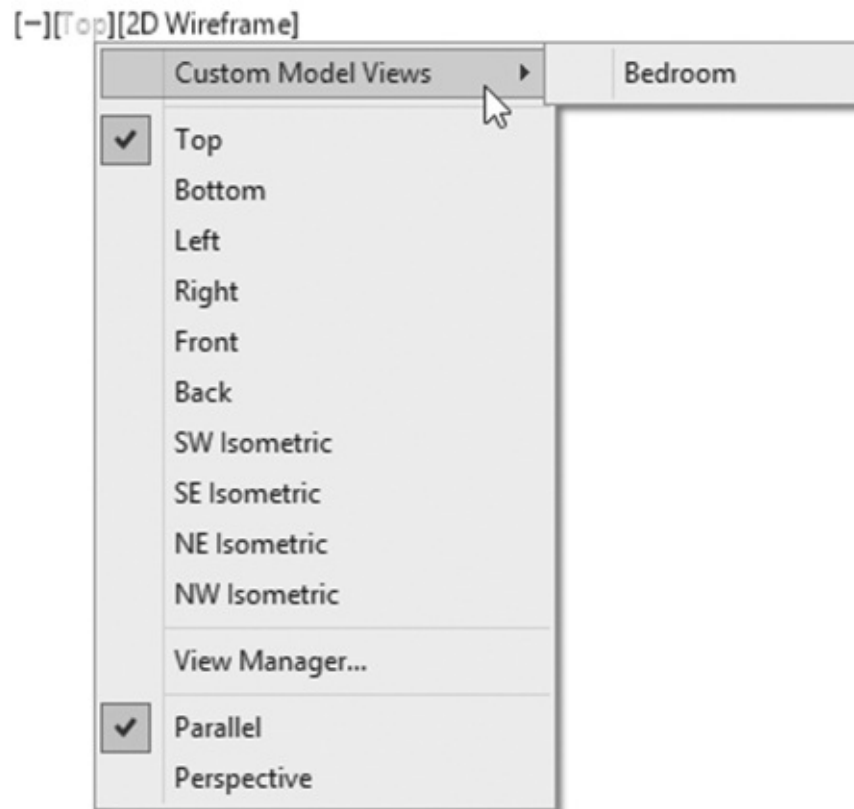 [−][Top][2D Wireframe]
Custom Model Views
Bedroom
Top
Bottom
Left
Right
Front
Back
SW Isometric
SE Isometric
NE Isometric
NW Isometric
View Manager...
Parallel
Perspective